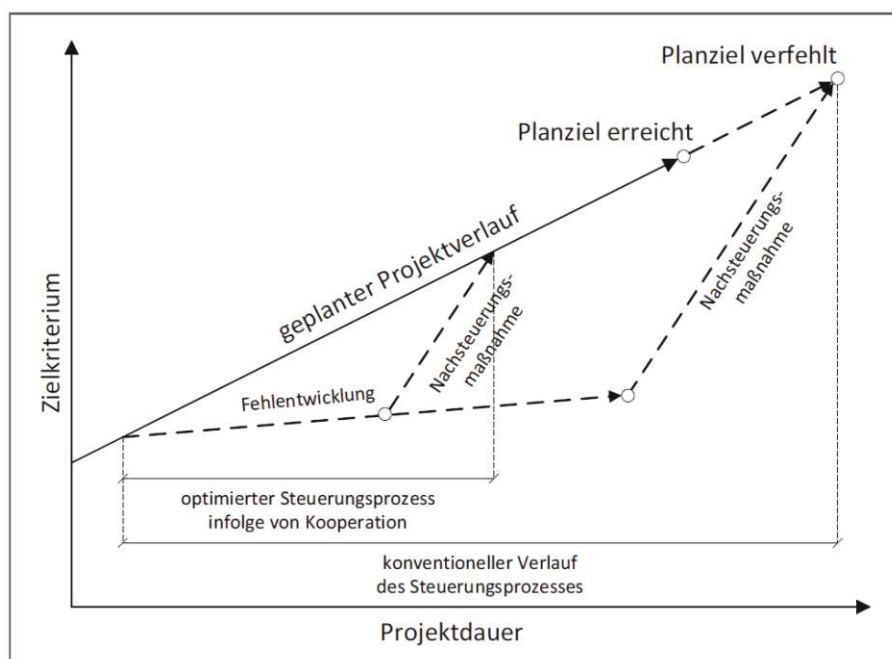 Planziel verfehlt
Planziel erreicht
geplanter Projektverlauf
Nachsteuerungs-
maßnahme
Nachsteuerungs-
maßnahme
Fehlentwicklung
Zielkriterium
optimierter Steuerungsprozess
infolge von Kooperation
konventioneller Verlauf
des Steuerungsprozesses
Projektdauer